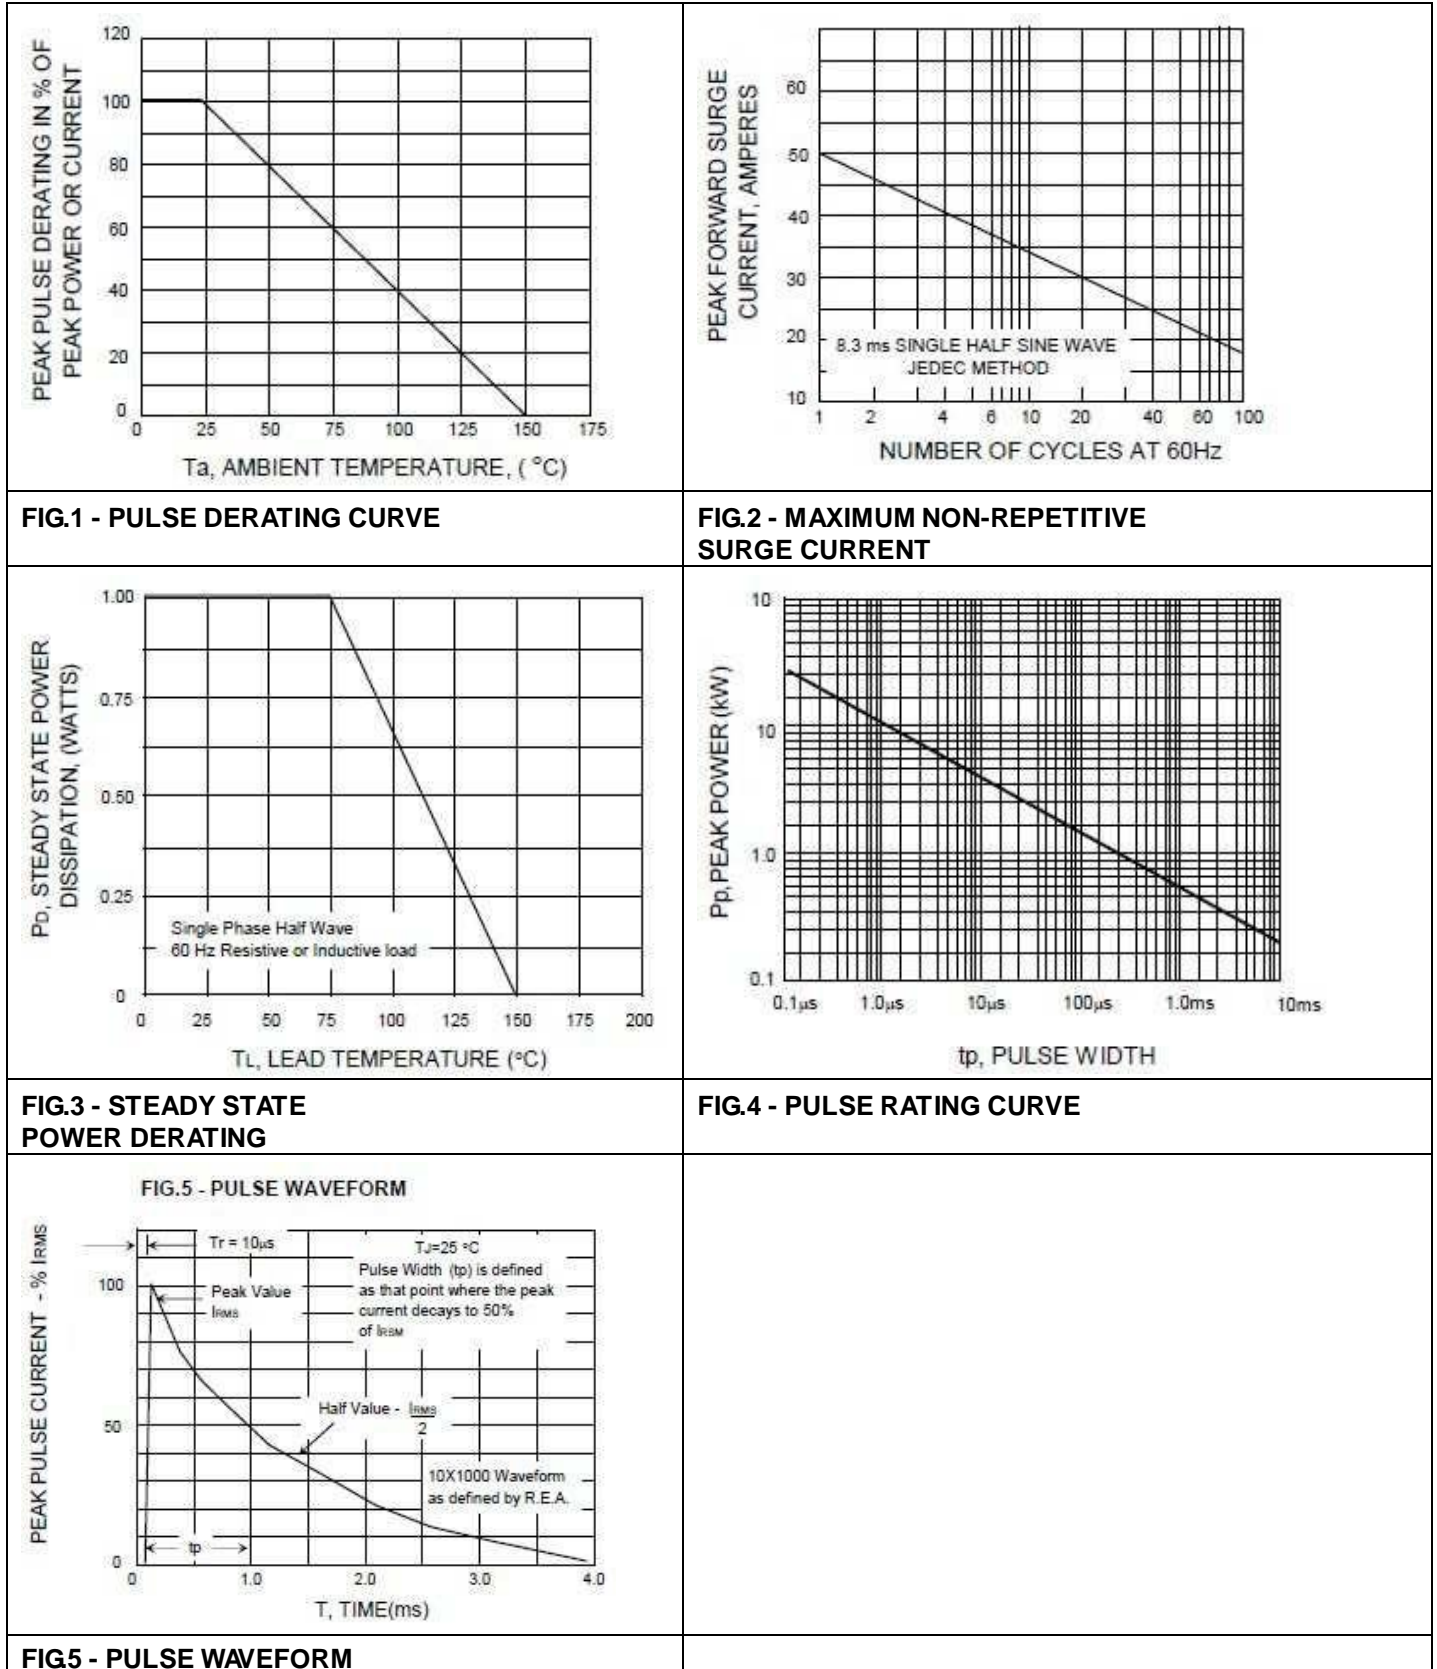 120
100
80
60
40
20
0
PEAK PULSE DERATING IN % OF
PEAK POWER OR CURRENT
0 25 50 75 100 125 150 175
Ta, AMBIENT TEMPERATURE, ( °C)
FIG.1 - PULSE DERATING CURVE
60
50
40
30
20
10
PEAK FORWARD SURGE
CURRENT, AMPERES
8.3 ms SINGLE HALF SINE WAVE
JEDEC METHOD
1 2 4 6 10 20 40 60 100
NUMBER OF CYCLES AT 60Hz
FIG.2 - MAXIMUM NON-REPETITIVE
SURGE CURRENT
1.00
0.75
0.50
0.25
0
PD, STEADY STATE POWER
DISSIPATION, (WATTS)
Single Phase Half Wave
60 Hz Resistive or Inductive load
0 25 50 75 100 125 150 175 200
TL, LEAD TEMPERATURE (°C)
FIG.3 - STEADY STATE
POWER DERATING
10
10
1.0
0.1
Pp, PEAK POWER (kW)
0.1μs 1.0μs 10μs 100μs 1.0ms 10ms
tp, PULSE WIDTH
FIG.4 - PULSE RATING CURVE
FIG.5 - PULSE WAVEFORM
PEAK PULSE CURRENT - % IRMS
100
50
0
Tr = 10μs
Peak Value
IRMS
TJ=25 °C
Pulse Width (tp) is defined
as that point where the peak
current decays to 50%
of IRSM
Half Value - IRMS
2
10X1000 Waveform
as defined by R.E.A.
tp
0 1.0 2.0 3.0 4.0
T, TIME(ms)
FIG.5 - PULSE WAVEFORM